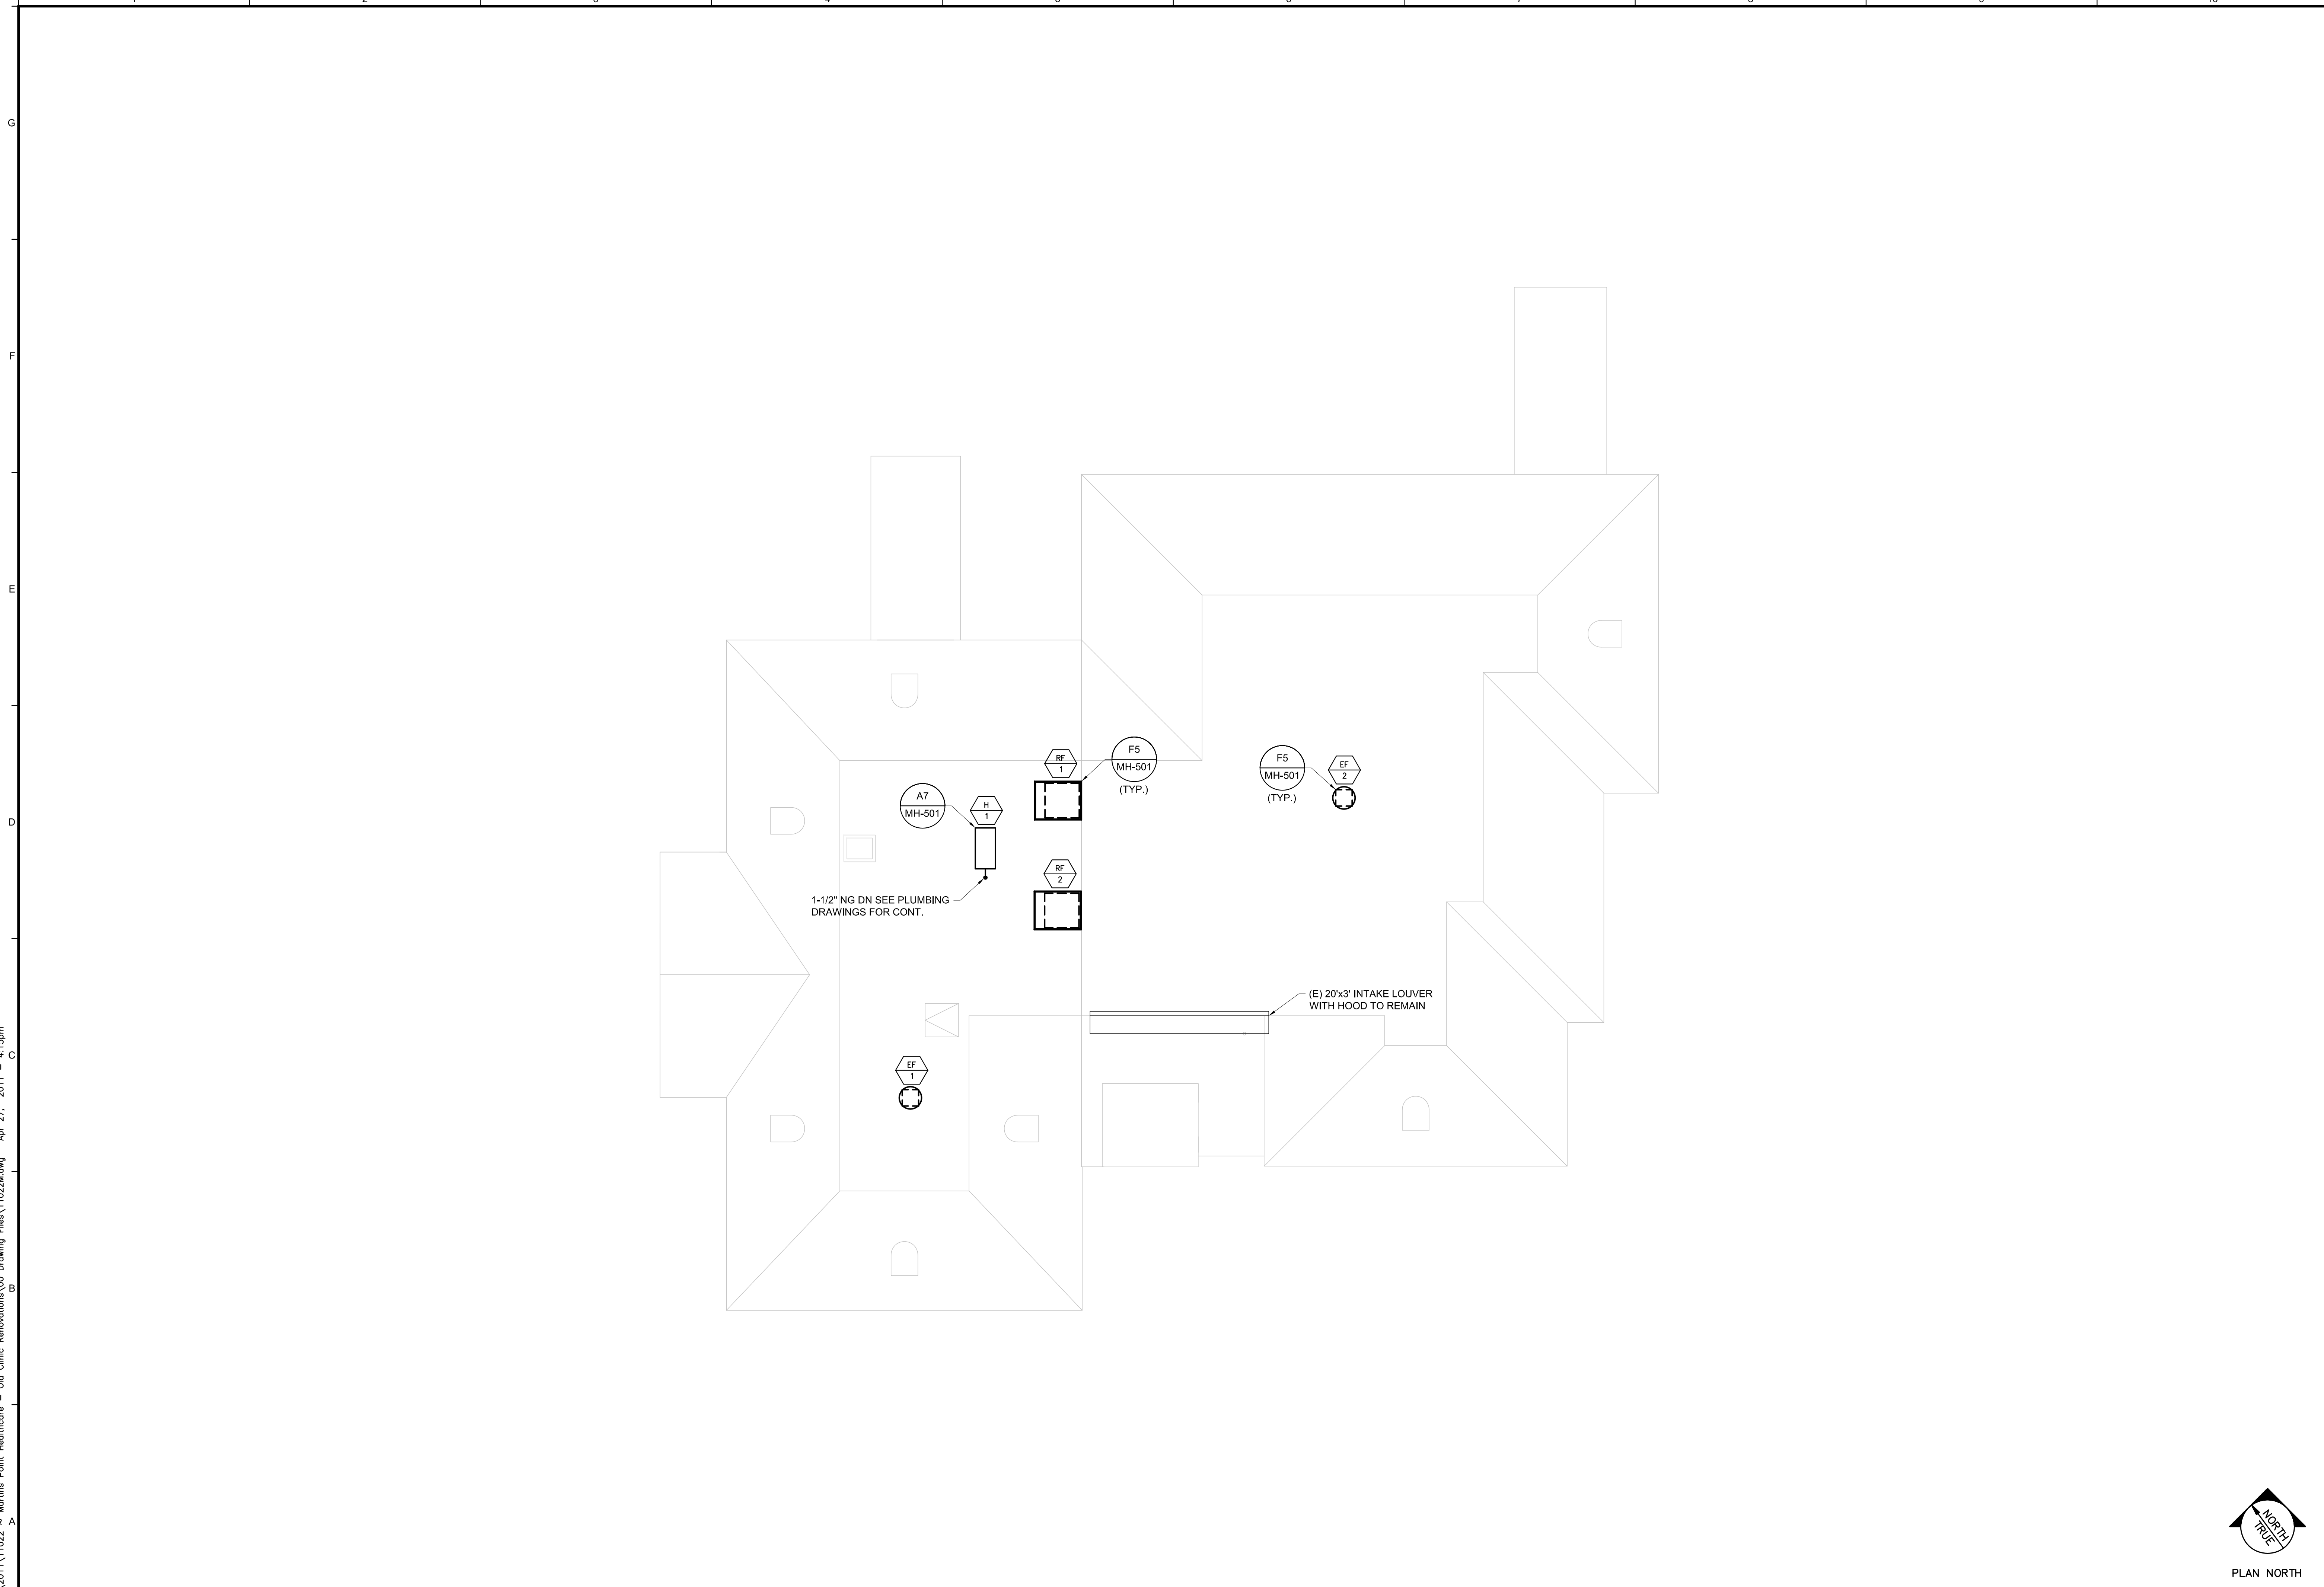 G
F
E
D
C
B
A
RF
1
F5
MH-501
(TYP.)
F5
MH-501
(TYP.)
EF
2
A7
MH-501
H
1
RF
2
1-1/2" NG DN SEE PLUMBING
DRAWINGS FOR CONT.
(E) 20'x3' INTAKE LOUVER
WITH HOOD TO REMAIN
EF
1
NORTH
TRUE
PLAN NORTH